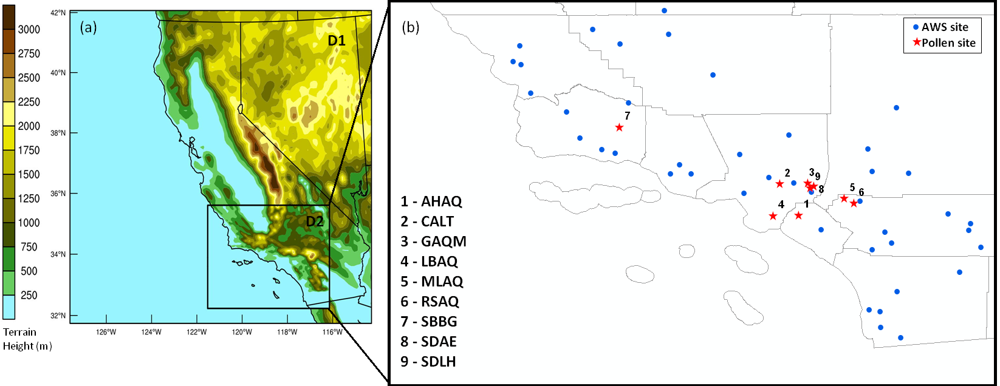 3000
2750
2500
2250
2000
1750
1500
1250
1000
750
500
250
Terrain
Height (m)
(a)
D1
D2
42°N
40°N
38°N
36°N
34°N
32°N
126°W
124°W
122°W
120°W
118°W
116°W
(b)
AWS site
Pollen site
7
2
3
9
8
5
6
4
1
1 - AHAQ
2 - CALT
3 - GAQM
4 - LBAQ
5 - MLAQ
6 - RSAQ
7 - SBBG
8 - SDAE
9 - SDLH